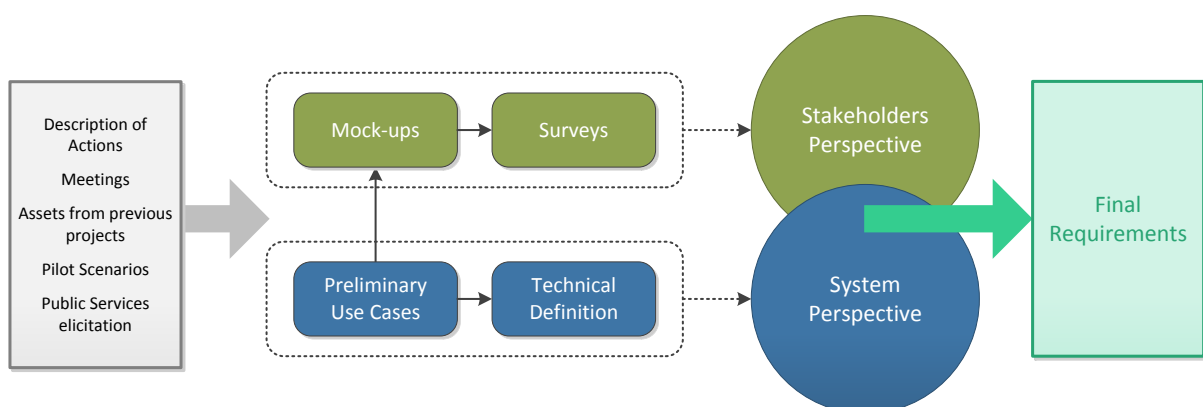 Description of
Actions
Meetings
Assets from previous
projects
Pilot Scenarios
Public Services
elicitation
Mock-ups
Surveys
Preliminary
Use Cases
Technical
Definition
Stakeholders
Perspective
System
Perspective
Final
Requirements